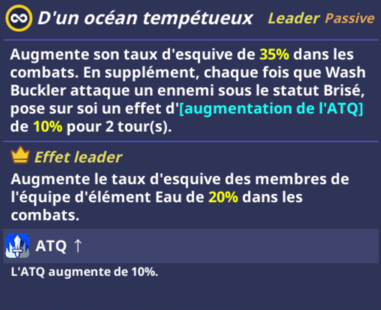 D'un océan tempétueux Leader Passive
Augmente son taux d'esquive de 35% dans les
combats. En supplément, chaque fois que Wash
Buckler attaque un ennemi sous le statut Brisé,
pose sur soi un effet d'[augmentation de l'ATQ]
de 10% pour 2 tour(s).
Effet leader
Augmente le taux d'esquive des membres de
l'équipe d'élément Eau de 20% dans les
combats.
ATQ ↑
L'ATQ augmente de 10%.